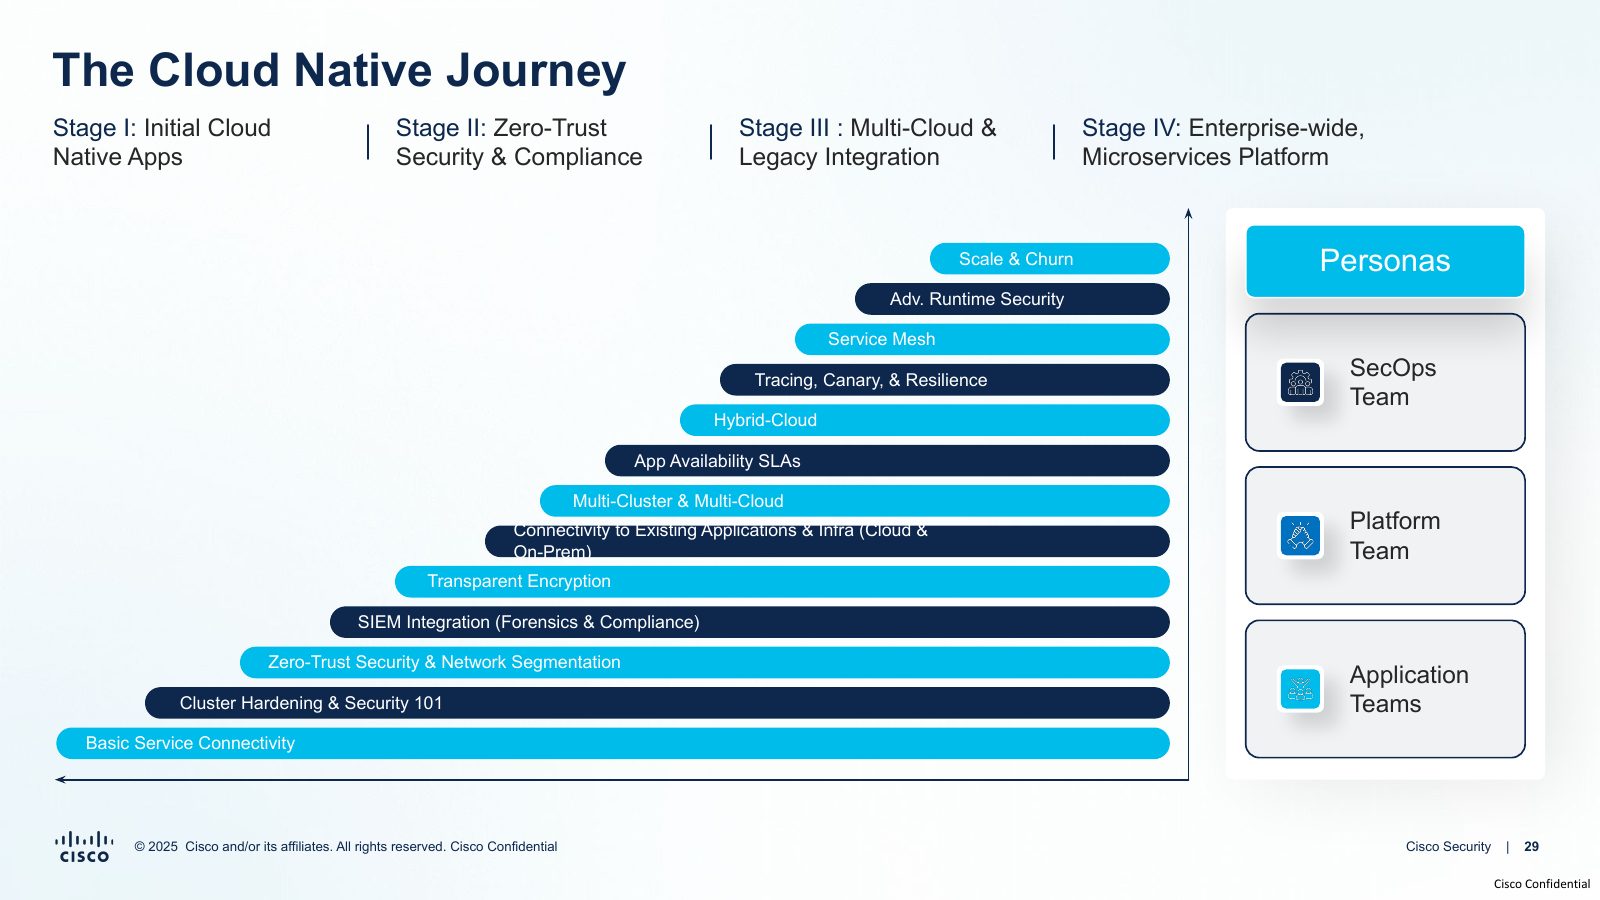 The Cloud Native Journey
Stage I: Initial Cloud
Native Apps
Stage II: Zero-Trust
Security & Compliance
Stage III : Multi-Cloud &
Legacy Integration
Stage IV: Enterprise-wide,
Microservices Platform
Scale & Churn
Adv. Runtime Security
Service Mesh
Tracing, Canary, & Resilience
Hybrid-Cloud
App Availability SLAs
Multi-Cluster & Multi-Cloud
Connectivity to Existing Applications & Infra (Cloud &
On-Prem)
Transparent Encryption
SIEM Integration (Forensics & Compliance)
Zero-Trust Security & Network Segmentation
Cluster Hardening & Security 101
Basic Service Connectivity
Personas
SecOps
Team
Platform
Team
Application
Teams
CISCO
© 2025 Cisco and/or its affiliates. All rights reserved. Cisco Confidential
Cisco Security | 29
Cisco Confidential